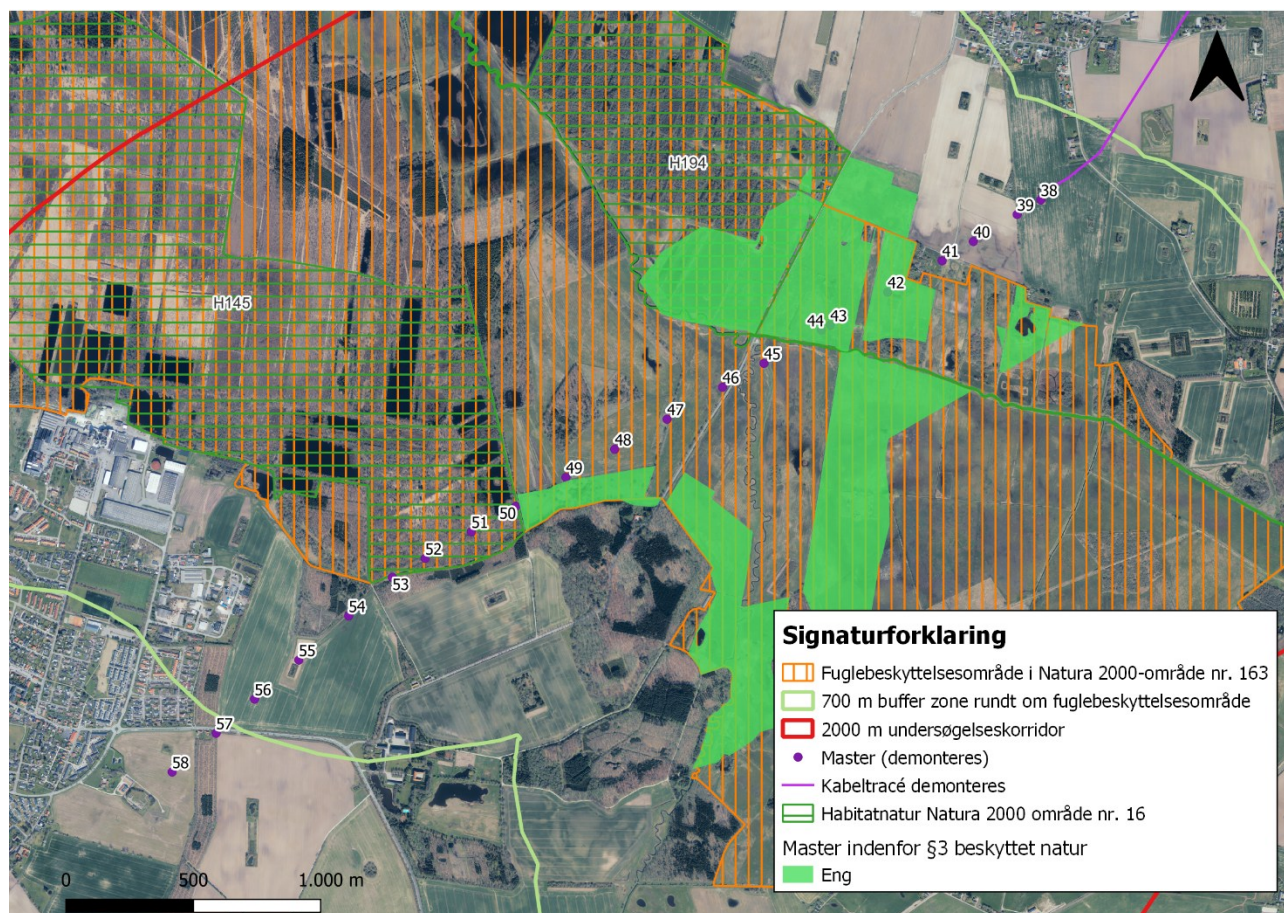 H194
H145
38
39
40
41
42
43
44
45
46
47
48
49
50
51
52
53
54
55
56
57
58
Signaturforklaring
Fuglebeskyttelsesområde i Natura 2000-område nr. 163
700 m buffer zone rundt om fuglebeskyttelsesområde
2000 m undersøgelseskorridor
Master (demonteres)
Kabeltracé demonteres
Habitatnatur Natura 2000 område nr. 16
Master indenfor §3 beskyttet natur
Eng
0 500 1.000 m